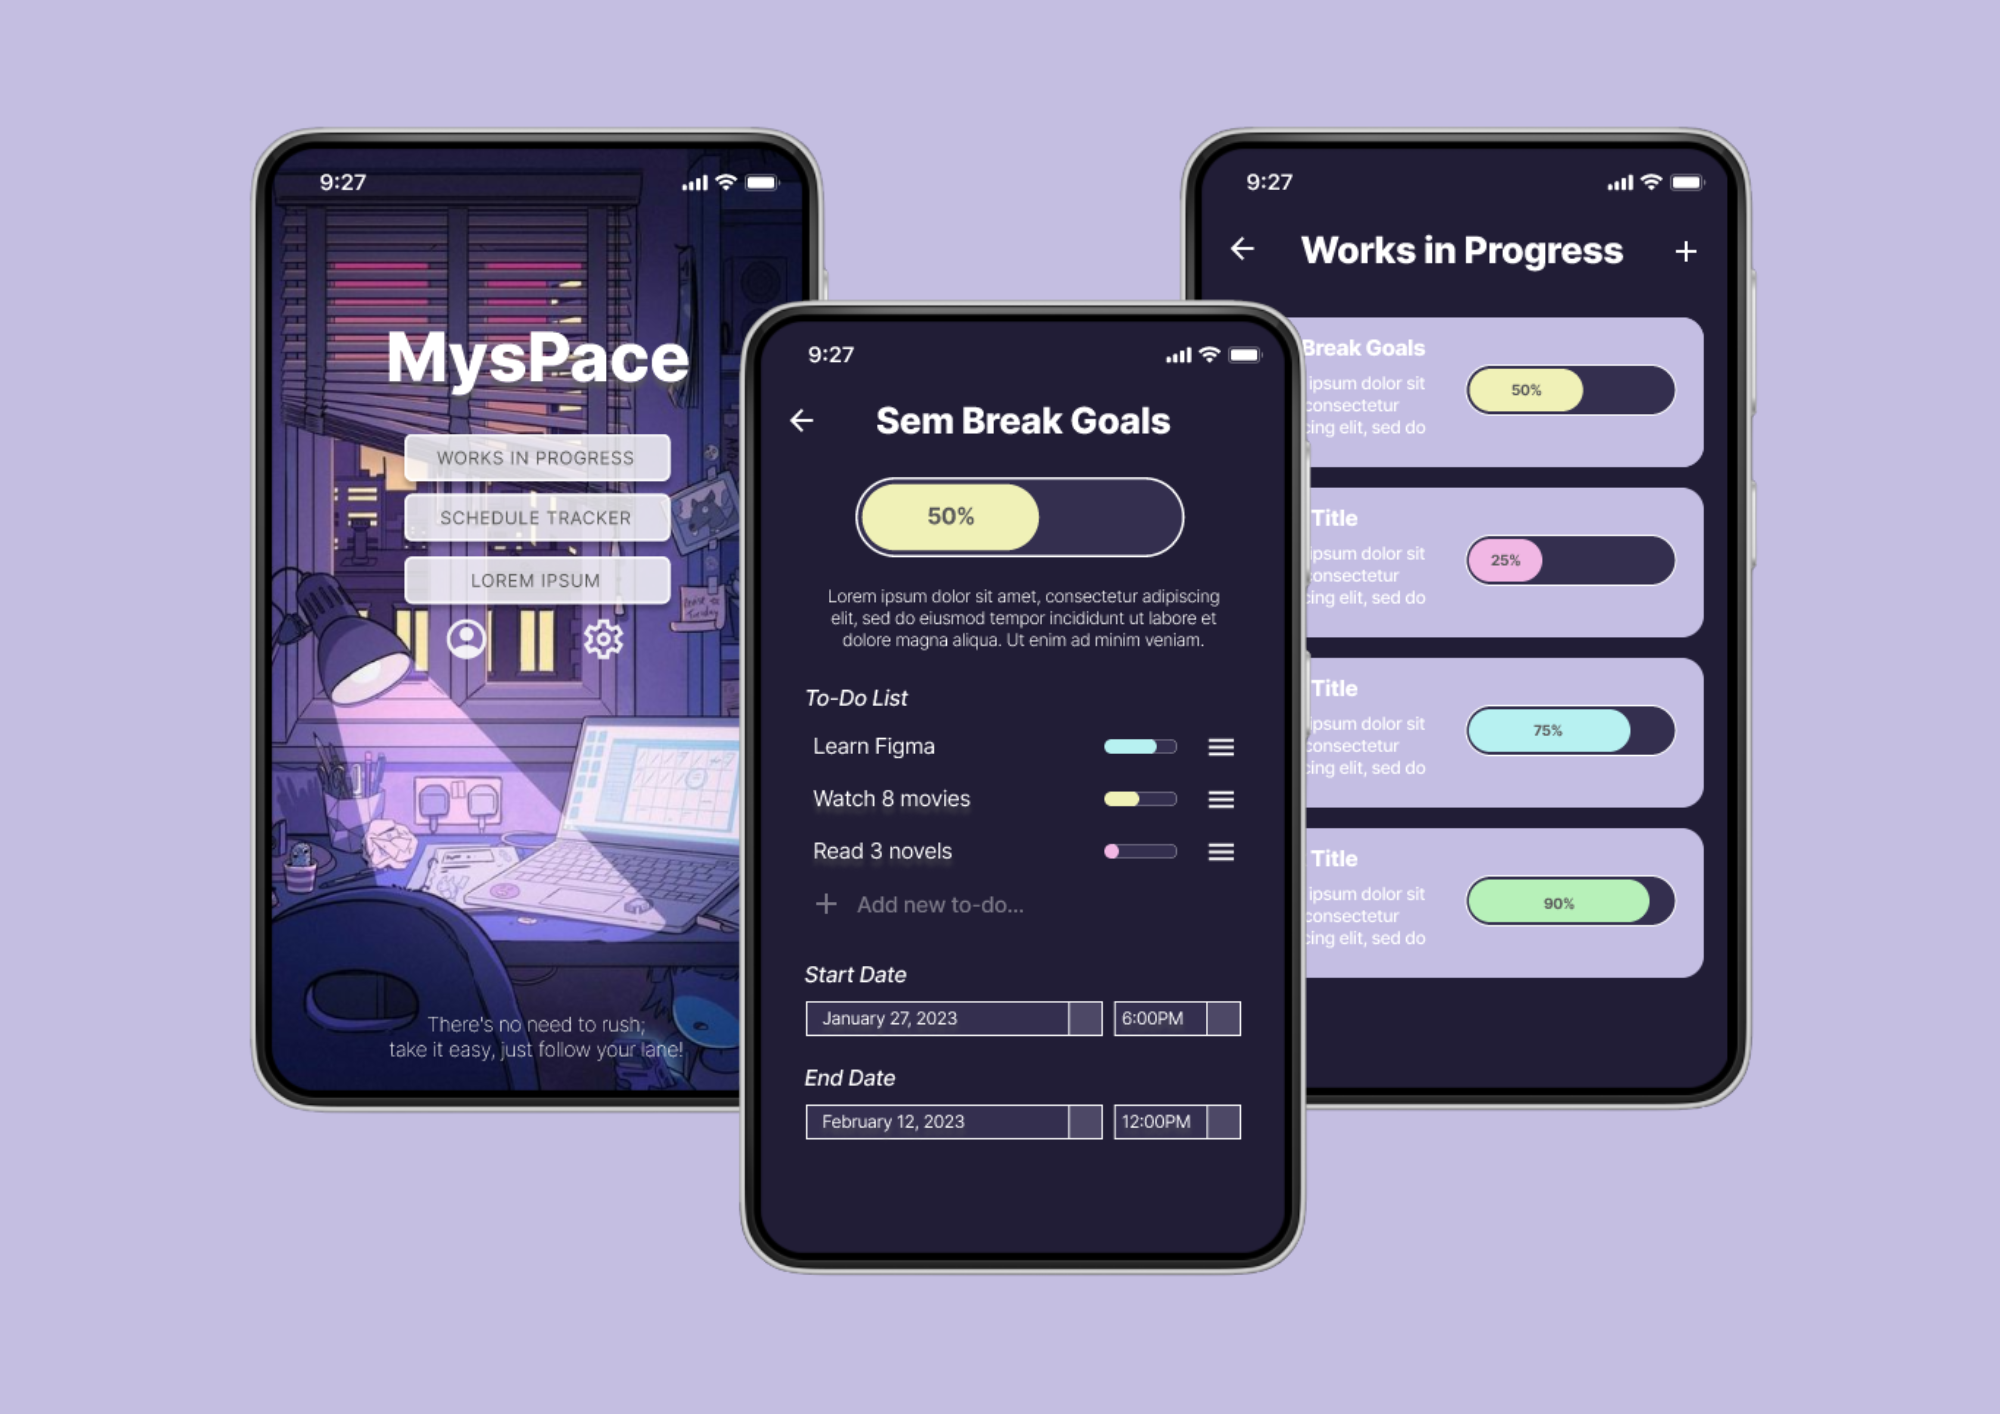 9:27
MysPace
WORKS IN PROGRESS
SCHEDULE TRACKER
LOREM IPSUM
There's no need to rush;
take it easy, just follow your lane!
9:27
Sem Break Goals
50%
Lorem ipsum dolor sit amet, consectetur adipiscing
elit, sed do eiusmod tempor incididunt ut labore et
dolore magna aliqua. Ut enim ad minim veniam.
To-Do List
Learn Figma
Watch 8 movies
Read 3 novels
Add new to-do...
Start Date
January 27, 2023 6:00PM
End Date
February 12, 2023 12:00PM
9:27
Works in Progress
Break Goals
ipsum dolor sit
consectetur
cing elit, sed do
50%
Title
ipsum dolor sit
consectetur
cing elit, sed do
25%
Title
ipsum dolor sit
consectetur
cing elit, sed do
75%
Title
ipsum dolor sit
consectetur
cing elit, sed do
90%